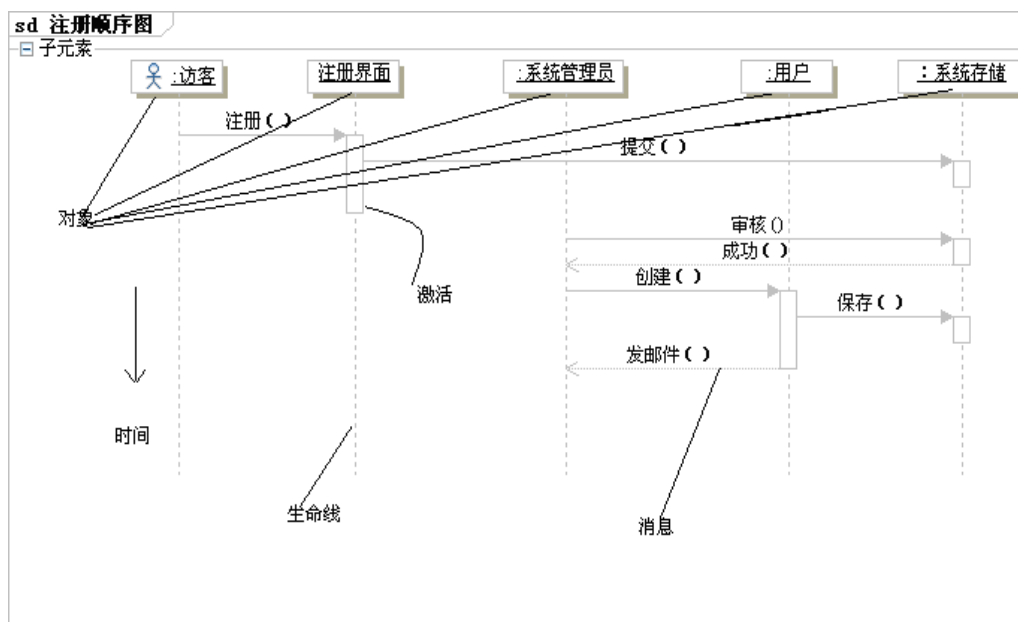 sd 注册顺序图
子元素
:访客
注册界面
:系统管理员
:用户
：系统存储
注册( )
提交( )
对象
审核()
成功( )
创建( )
激活
保存( )
发邮件( )
时间
生命线
消息